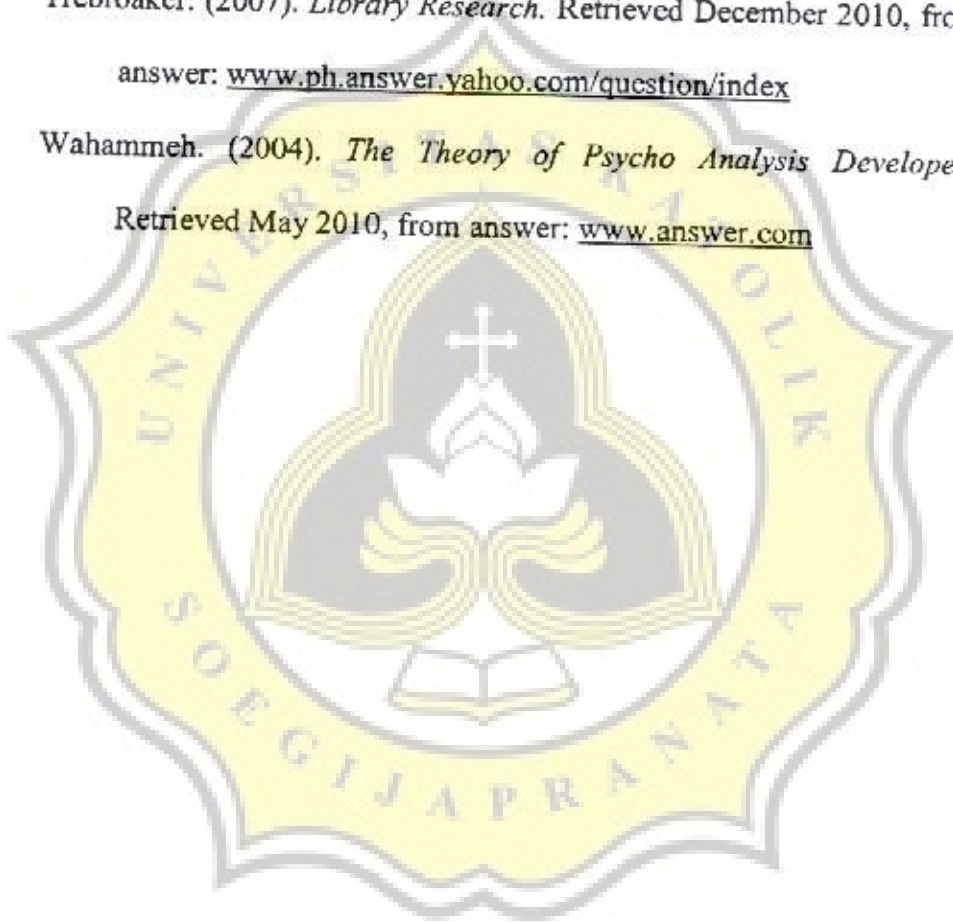 (2007). Library Research. Retrieved December 2010,
answer: www.ph.answer.yahoo.com/question/index
Wahammeh. (2004). The Theory of Psycho Analysis
Retrieved May 2010, from answer: www.answer.com
UNIVERSITAS KATOLIK
SOEGIJAPRANATA